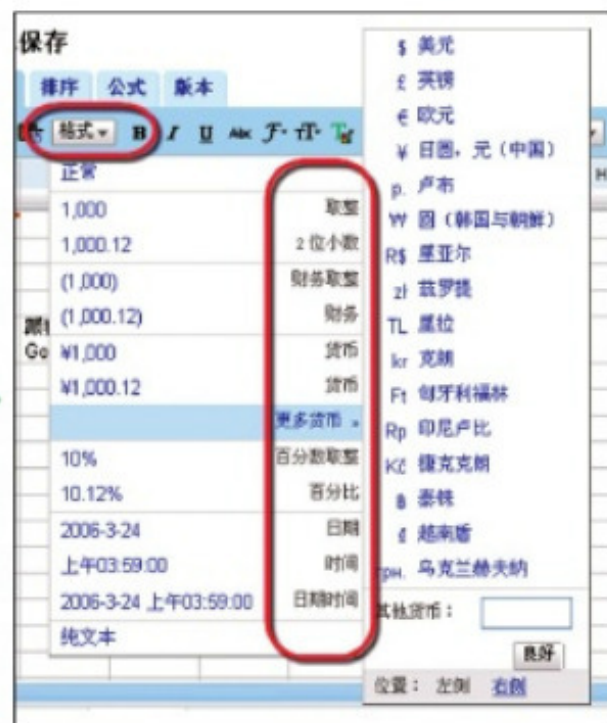 保存
排序 公式 版本
格式 B I U Abc
正常
1,000 取整
1,000.12 2 位小数
(1,000) 财务取整
(1,000.12) 财务
¥1,000 货币
¥1,000.12 货币
更多货币 »
10% 百分数取整
10.12% 百分比
2006-3-24 日期
上午03:59:00 时间
2006-3-24 上午03:59:00 日期时间
纯文本
Go
H
$ 美元
£ 英镑
€ 欧元
¥ 日圆,元(中国)
р. 卢布
₩ 圆(韩国与朝鲜)
R$ 里亚尔
zł 兹罗提
TL 里拉
kr 克朗
Ft 匈牙利福林
Rp 印尼卢比
Kč 捷克克朗
฿ 泰铢
₫ 越南盾
грн. 乌克兰赫夫纳
其他货币:
良好
位置: 左侧 右侧